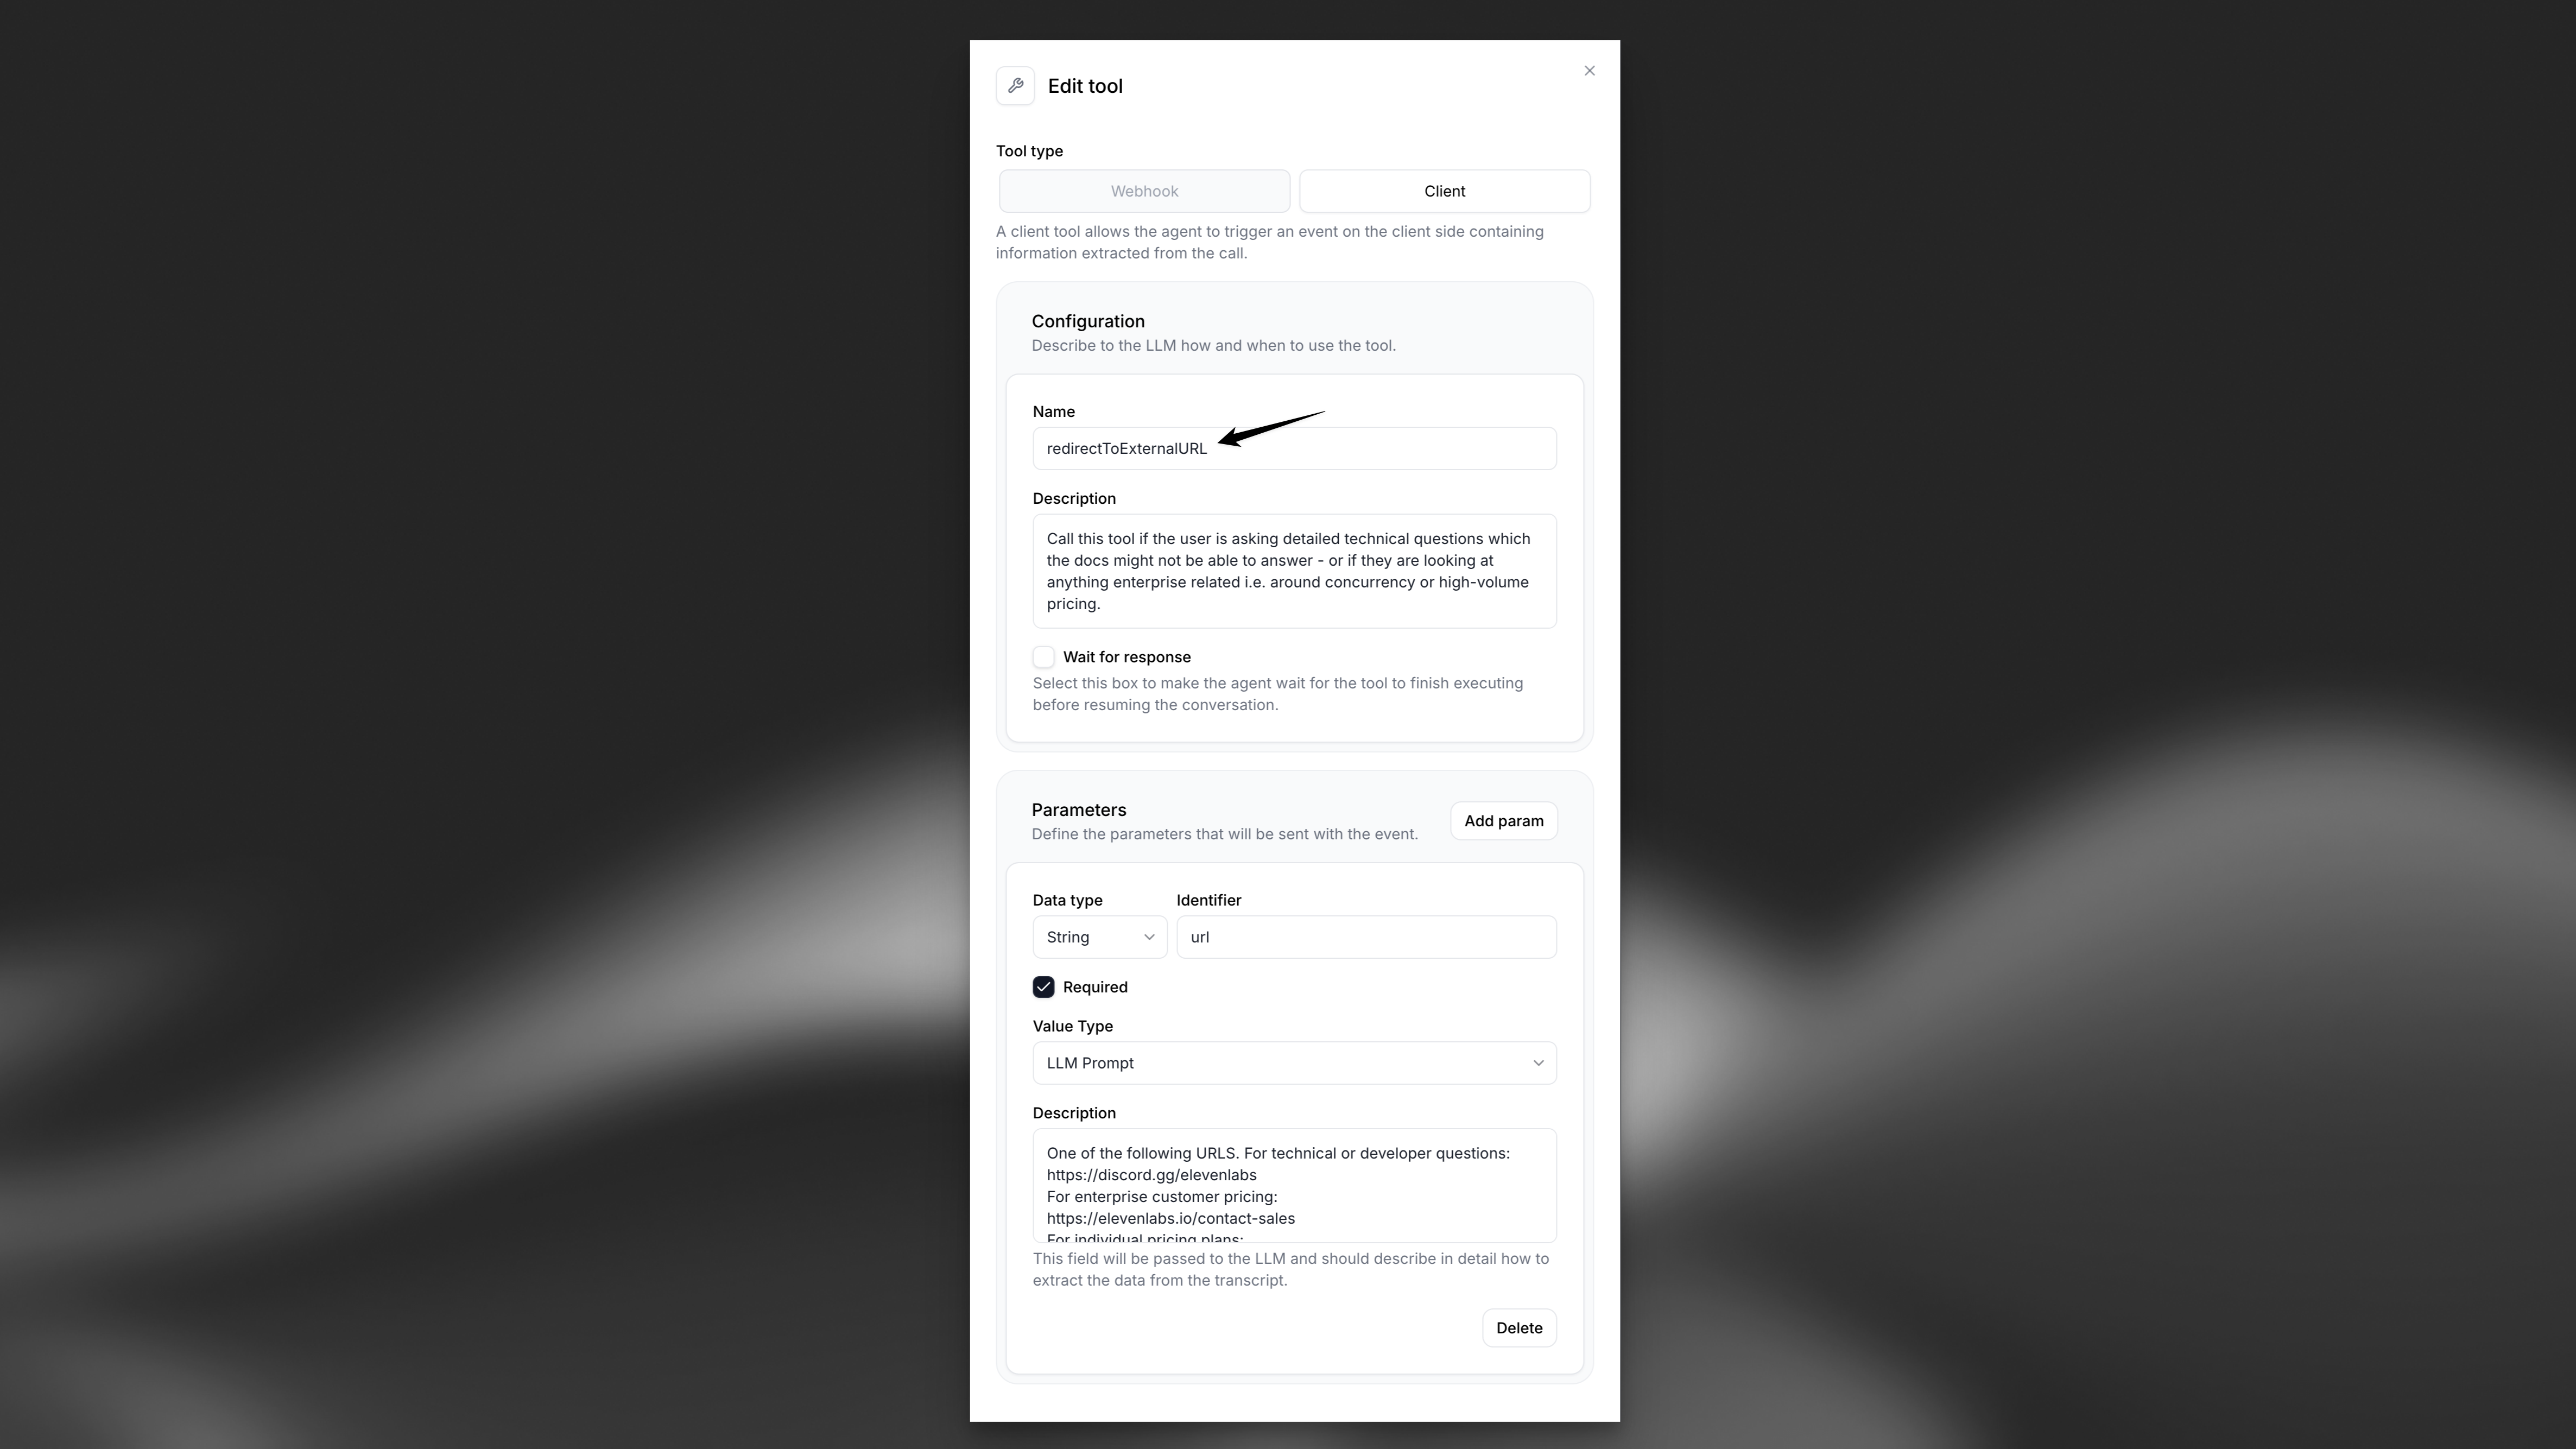 Edit tool
Tool type
Webhook
Client
A client tool allows the agent to trigger an event on the client side containing
information extracted from the call.
Configuration
Describe to the LLM how and when to use the tool.
Name
redirectToExternalURL
Description
Call this tool if the user is asking detailed technical questions which
the docs might not be able to answer - or if they are looking at
anything enterprise related i.e. around concurrency or high-volume
pricing.
Wait for response
Select this box to make the agent wait for the tool to finish executing
before resuming the conversation.
Parameters
Add param
Define the parameters that will be sent with the event.
Data type
Identifier
String
url
Required
Value Type
LLM Prompt
Description
One of the following URLS. For technical or developer questions:
https://discord.gg/elevenlabs
For enterprise customer pricing:
https://elevenlabs.io/contact-sales
For individual pricing plans:
This field will be passed to the LLM and should describe in detail how to
extract the data from the transcript.
Delete